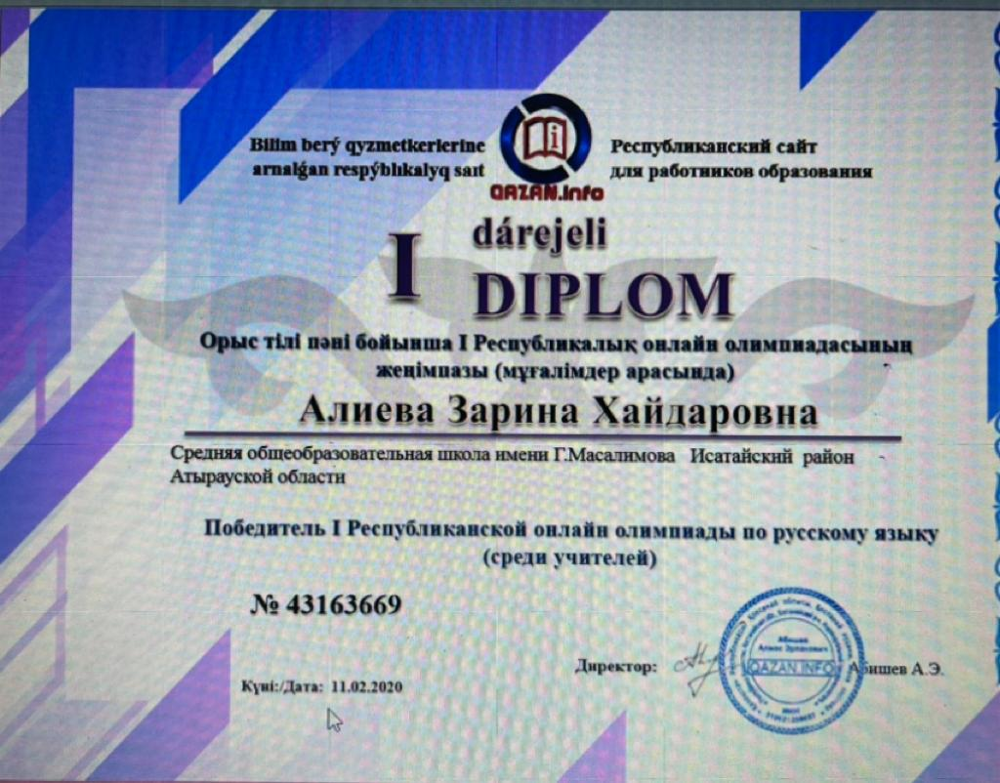 Bilim berý qyzmetkerlerine
arnalǵan respýblıkalyq saıt
QAZAN.info
Республиканский сайт
для работников образования
I dárejeli
DIPLOM
Орыс тілі пәні бойынша I Республикалық онлайн олимпиадасының
жеңімпазы (мұғалімдер арасында)
Алиева Зарина Хайдаровна
Средняя общеобразовательная школа имени Г.Масалимова Исатайский район
Атырауской области
Победитель I Республиканской онлайн олимпиады по русскому языку
(среди учителей)
№ 43163669
Күні:/Дата: 11.02.2020
Директор:
Абишев А.Э.
Абишев
QAZAN.INFO